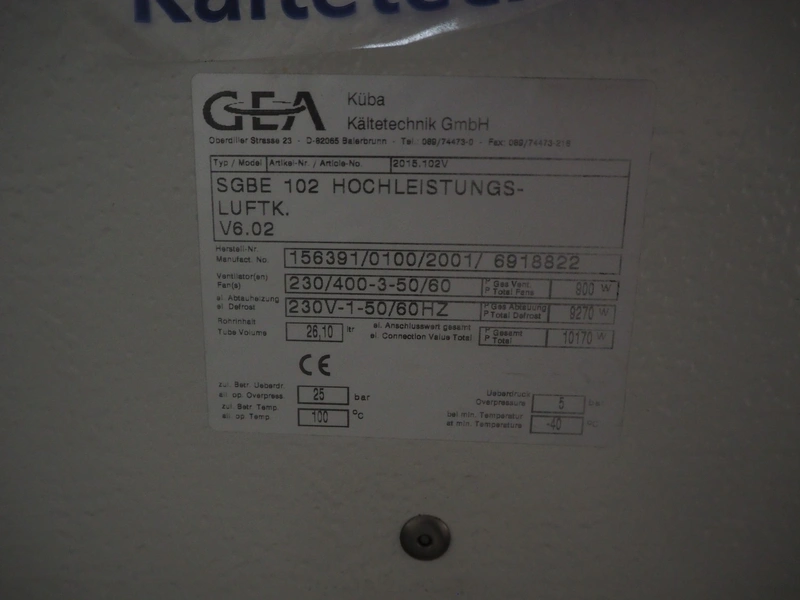 Kältetechn
GEA Küba
Kältetechnik GmbH
Oberdiller Strasse 23 - D-82065 Baierbrunn - Tel.: 089/74473-0 - Fax: 089/74473-216
Typ / Model Artikel-Nr. / Article-No. 2015.102V
SGBE 102 HOCHLEISTUNGS-
LUFTK.
V6.02
Herstell-Nr.
Manufact. No. 156391/0100/2001/ 6918822
Ventilator(en)
Fan(s) 230/400-3-50/60 P Ges Vent. P Total Fans 900 W
el. Abtauheizung
el. Defrost 230V-1-50/60HZ P Ges Abtauung P Total Defrost 9270 W
Rohrinhalt
Tube Volume 26,10 ltr el. Anschlusswert gesamt el. Connection Value Total P Gesamt P Total 10170 W
CE
zul. Betr. Ueberdr.
all. op. Overpress. 25 bar Ueberdruck Overpressure 5 bar
zul. Betr. Temp.
all. op. Temp. 100 °C bei min. Temperatur at min. Temperature -40 °C